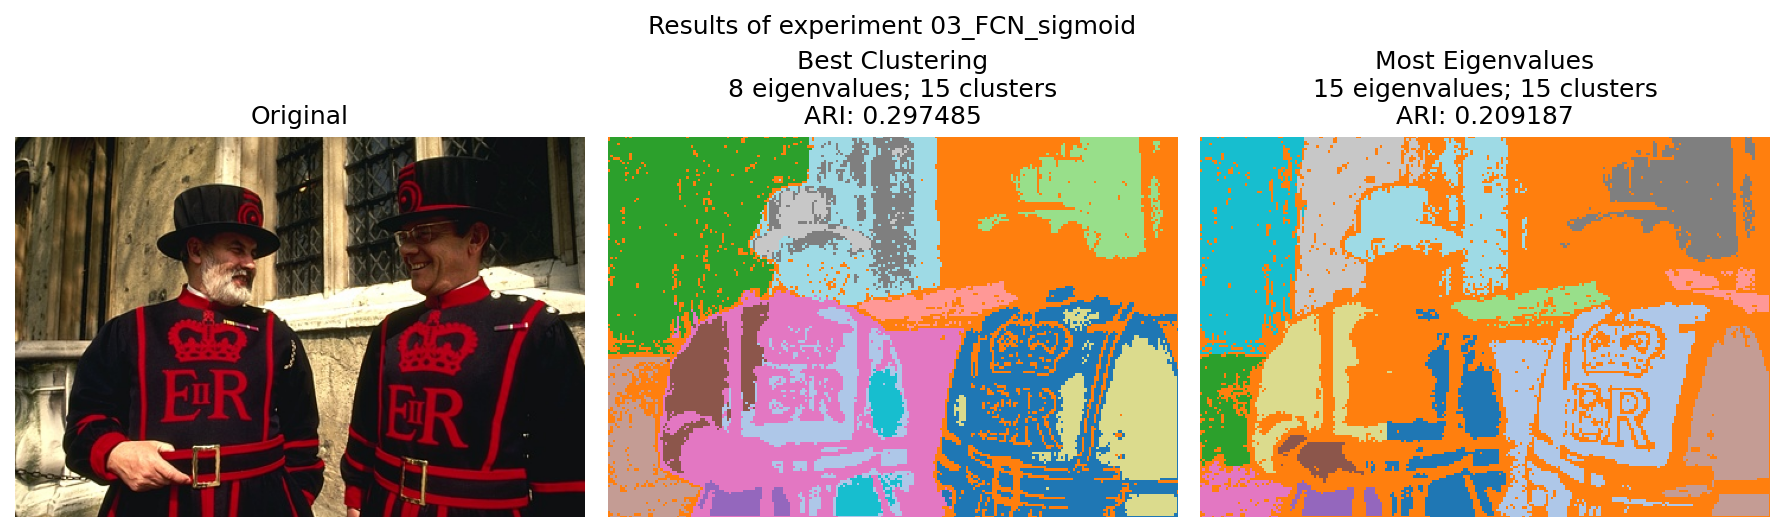 Results of experiment 03_FCN_sigmoid
Original
Best Clustering
8 eigenvalues; 15 clusters
ARI: 0.297485
Most Eigenvalues
15 eigenvalues; 15 clusters
ARI: 0.209187
EIIR
EIIR